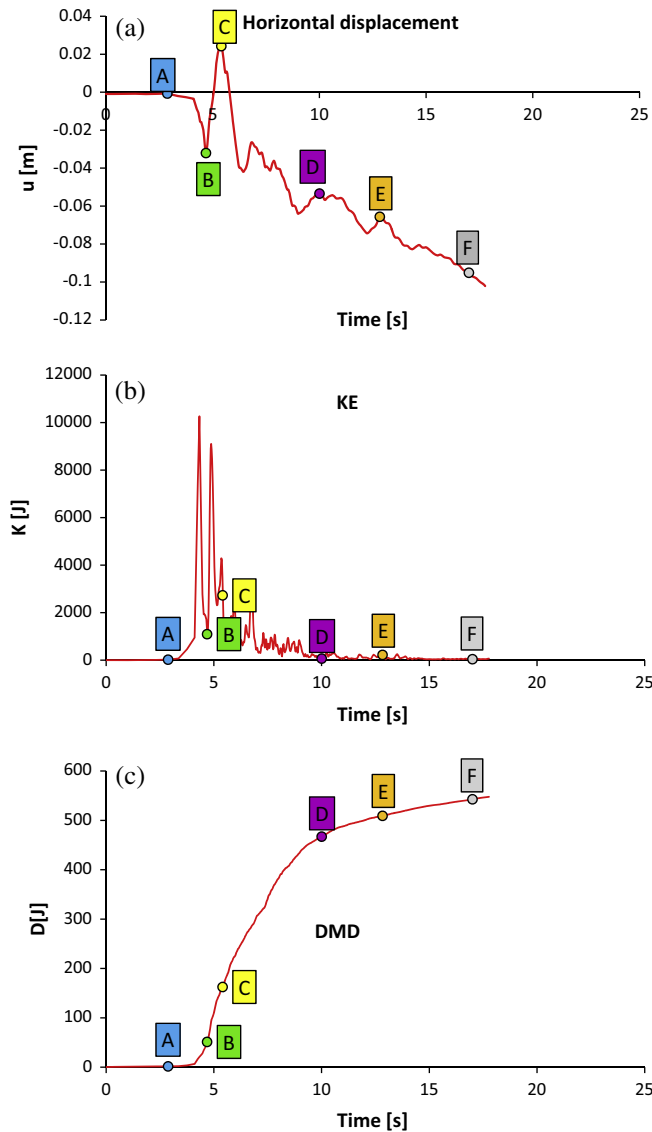 (a)
Horizontal displacement
0.04
0.02
0
-0.02
-0.04
-0.06
-0.08
-0.1
-0.12
u [m]
0 5 10 15 20 25
A
B
C
D
E
F
Time [s]
(b)
KE
12000
10000
8000
6000
4000
2000
0
K [J]
A
B
C
D
E
F
0 5 10 15 20 25
Time [s]
(c)
DMD
600
500
400
300
200
100
0
D[J]
A
B
C
D
E
F
0 5 10 15 20 25
Time [s]